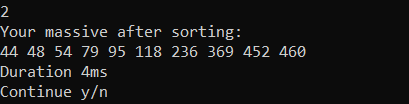 2
Your massive after sorting:
44 48 54 79 95 118 236 369 452 460
Duration 4ms
Continue y/n